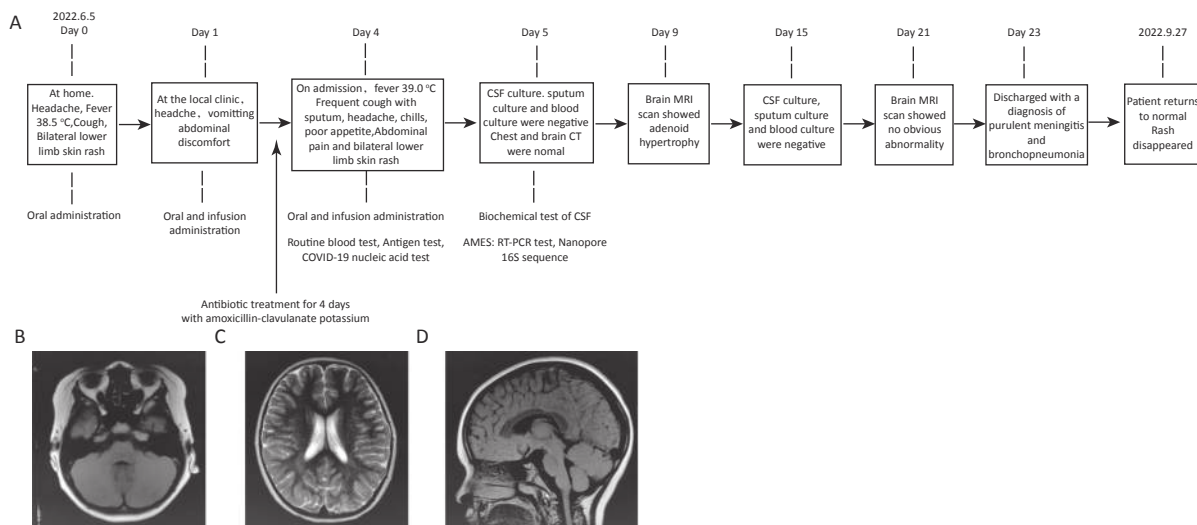 A
2022.6.5
Day 0
At home.
Headache, Fever
38.5 °C,Cough,
Bilateral lower
limb skin rash
Oral administration
Day 1
At the local clinic,
headche, vomitting
abdominal
discomfort
Oral and infusion
administration
Antibiotic treatment for 4 days
with amoxicillin-clavulanate potassium
Day 4
On admission, fever 39.0 °C
Frequent cough with
sputum, headache, chills,
poor appetite,Abdominal
pain and bilateral lower
limb skin rash
Oral and infusion administration
Routine blood test, Antigen test,
COVID-19 nucleic acid test
Day 5
CSF culture. sputum
culture and blood
culture were negative
Chest and brain CT
were nomal
Biochemical test of CSF
AMES: RT-PCR test, Nanopore
16S sequence
Day 9
Brain MRI
scan showed
adenoid
hypertrophy
Day 15
CSF culture,
sputum culture
and blood culture
were negative
Day 21
Brain MRI
scan showed
no obvious
abnormality
Day 23
Discharged with a
diagnosis of
purulent meningitis
and
bronchopneumonia
2022.9.27
Patient returns
to normal
Rash
disappeared
B
C
D